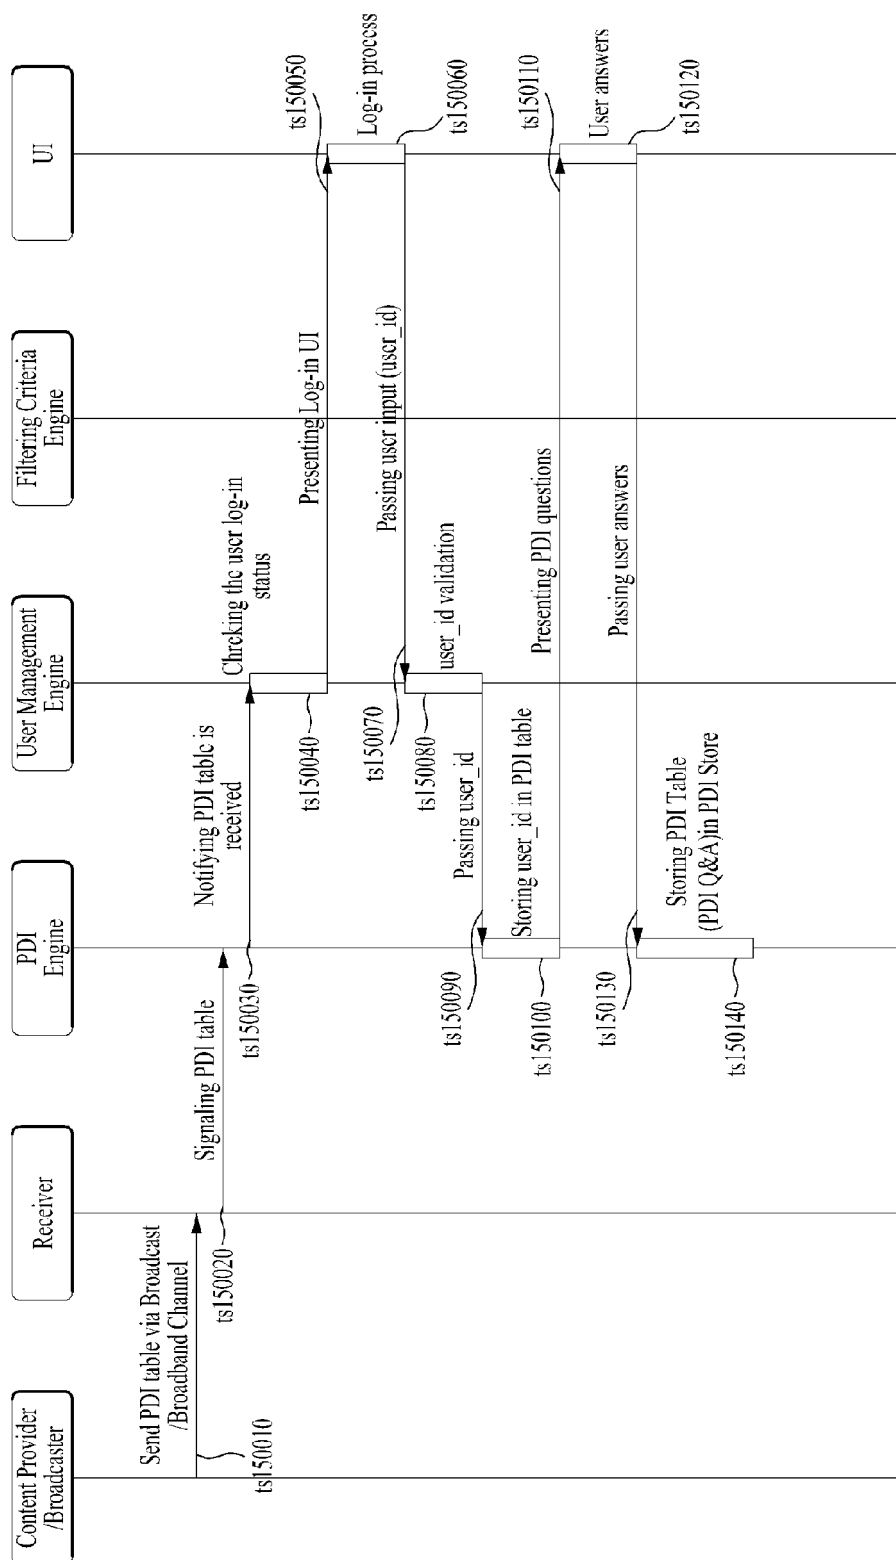 Content Provider
/Broadcaster
Receiver
PDI
Engine
User Management
Engine
Filtering Criteria
Engine
UI
Send PDI table via Broadcast
/Broadband Channel
ts150010
Signaling PDI table
ts150020
Notifying PDI table is
received
ts150030
Chrcking the user log-in
status
ts150040
Presenting Log-in UI
ts150050
Log-in process
ts150060
Passing user input (user_id)
ts150070
user_id validation
ts150080
Passing user_id
ts150090
Storing user_id in PDI table
ts150100
Presenting PDI questions
ts150110
User answers
ts150120
Passing user answers
ts150130
Storing PDI Table
(PDI Q&A)in PDI Store
ts150140